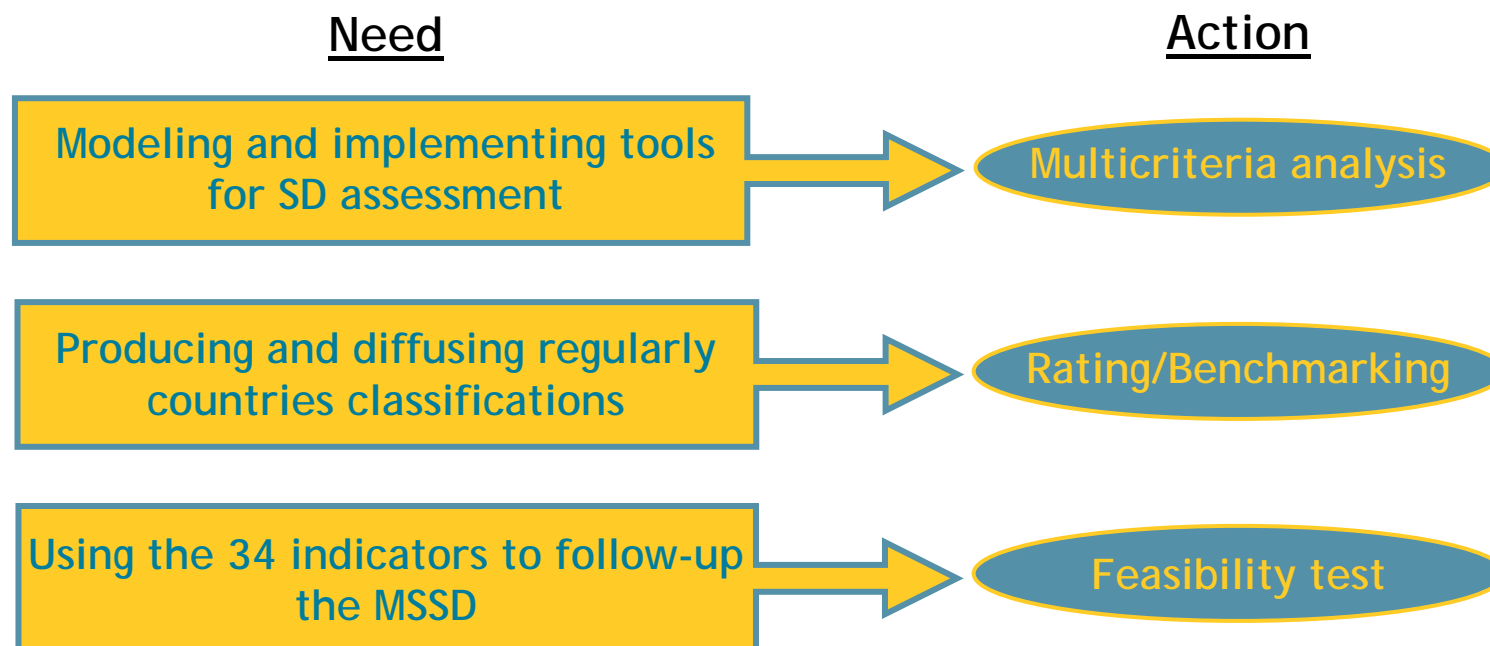 Need
Action
Modeling and implementing tools
for SD assessment
Multicriteria analysis
Producing and diffusing regularly
countries classifications
Rating/Benchmarking
Using the 34 indicators to follow-up
the MSSD
Feasibility test